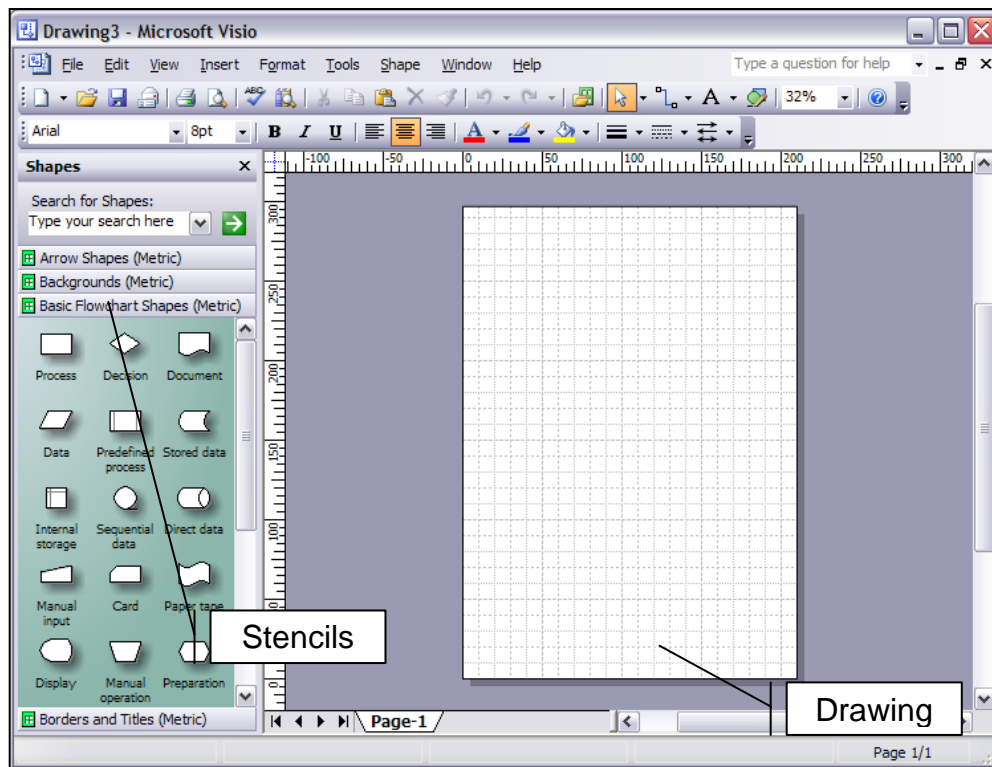 Drawing3 - Microsoft Visio
File Edit View Insert Format Tools Shape Window Help Type a question for help
ABC A 32%
Arial 8pt B I U A
Shapes
-100 -50 0 50 100 150 200 250 300
Search for Shapes:
Type your search here
Arrow Shapes (Metric)
Backgrounds (Metric)
Basic Flowchart Shapes (Metric)
Process Decision Document
Data Predefined process Stored data
Internal storage Sequential data Direct data
Manual input Card Paper tape
Display Manual operation Preparation
Borders and Titles (Metric)
300
250
200
150
100
0
Stencils
Drawing
Page-1
Page 1/1